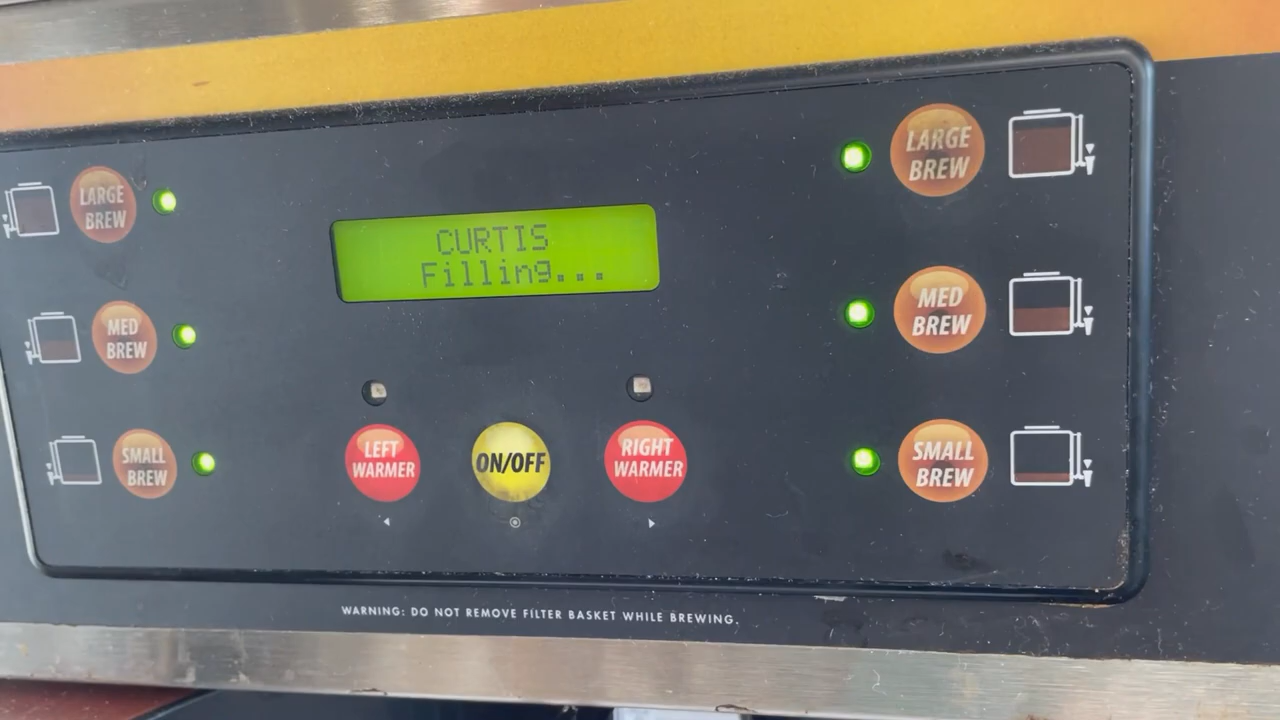 LARGE
BREW
MED
BREW
SMALL
BREW
CURTIS
Filling...
LEFT
WARMER
ON/OFF
RIGHT
WARMER
LARGE
BREW
MED
BREW
SMALL
BREW
WARNING: DO NOT REMOVE FILTER BASKET WHILE BREWING.